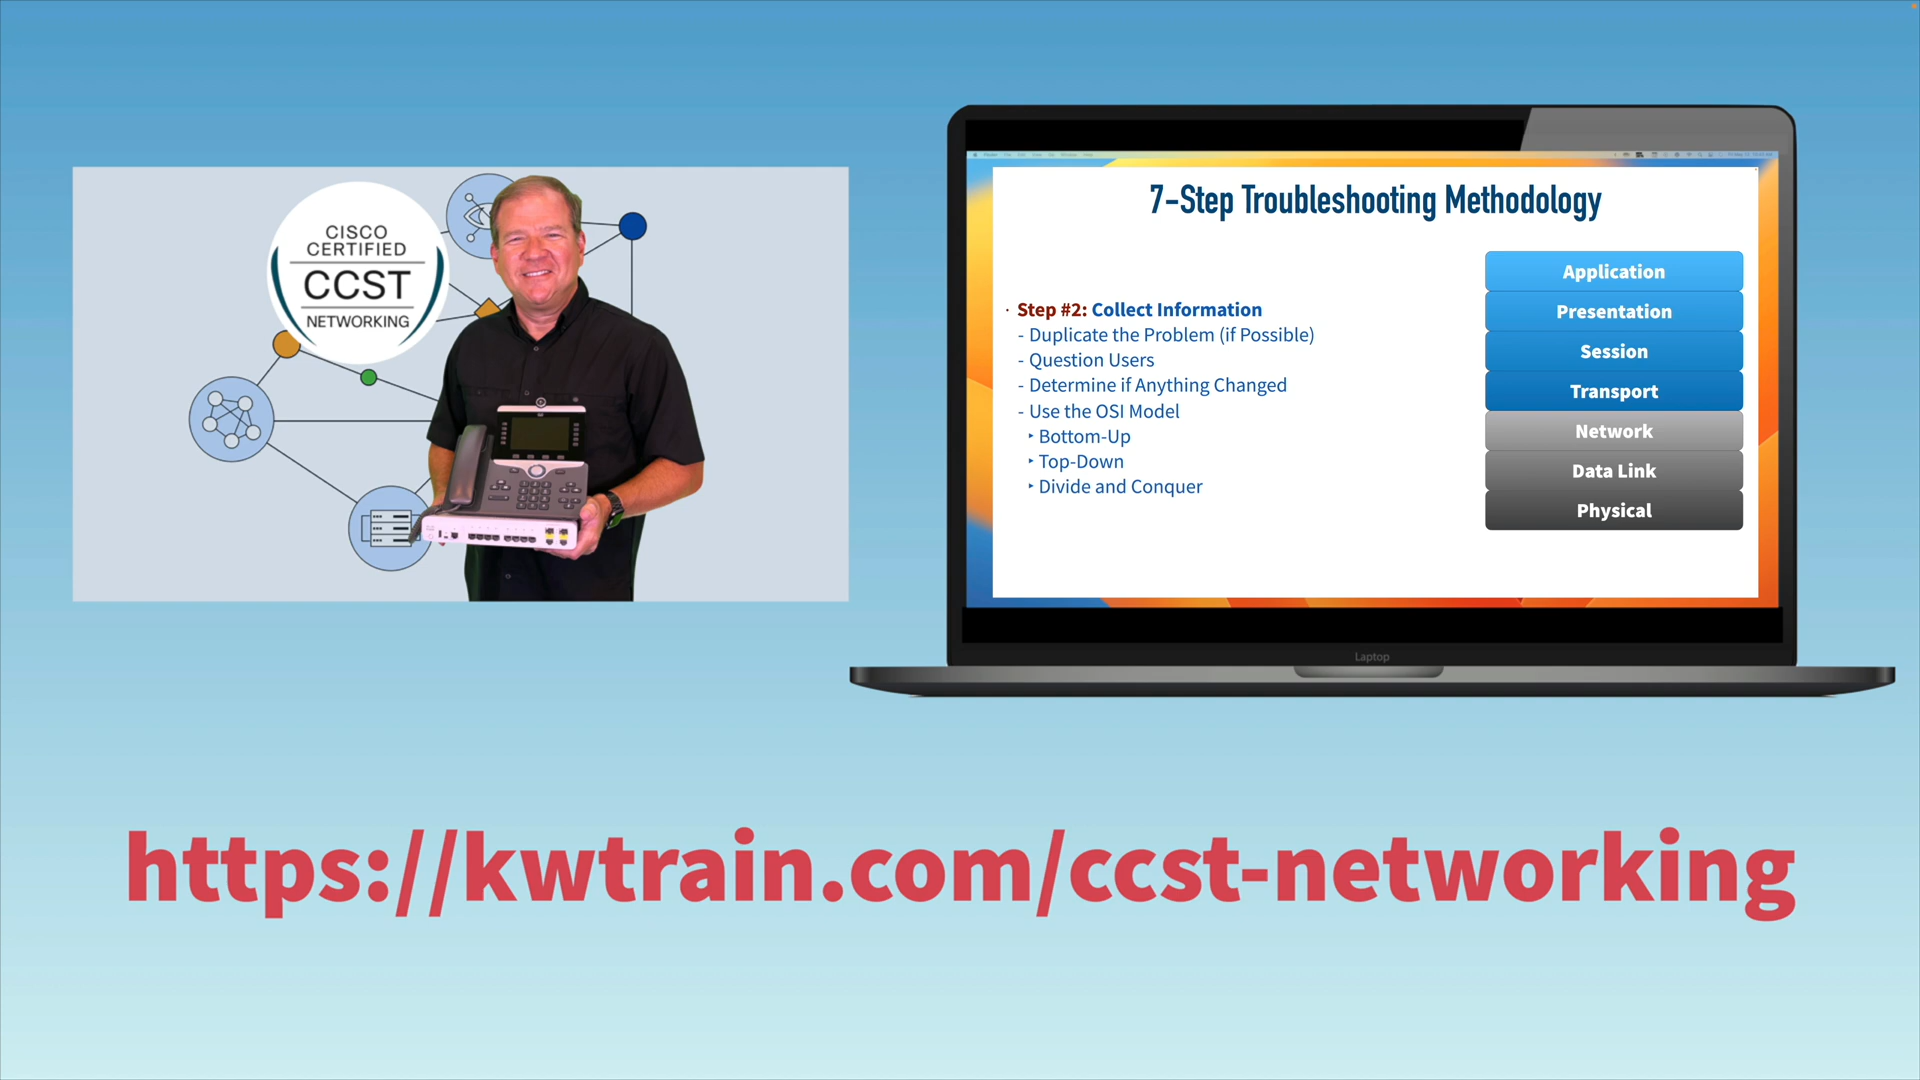 CISCO
CERTIFIED
CCST
NETWORKING
7-Step Troubleshooting Methodology
· Step #2: Collect Information
- Duplicate the Problem (if Possible)
- Question Users
- Determine if Anything Changed
- Use the OSI Model
‣ Bottom-Up
‣ Top-Down
‣ Divide and Conquer
Application
Presentation
Session
Transport
Network
Data Link
Physical
Laptop
https://kwtrain.com/ccst-networking